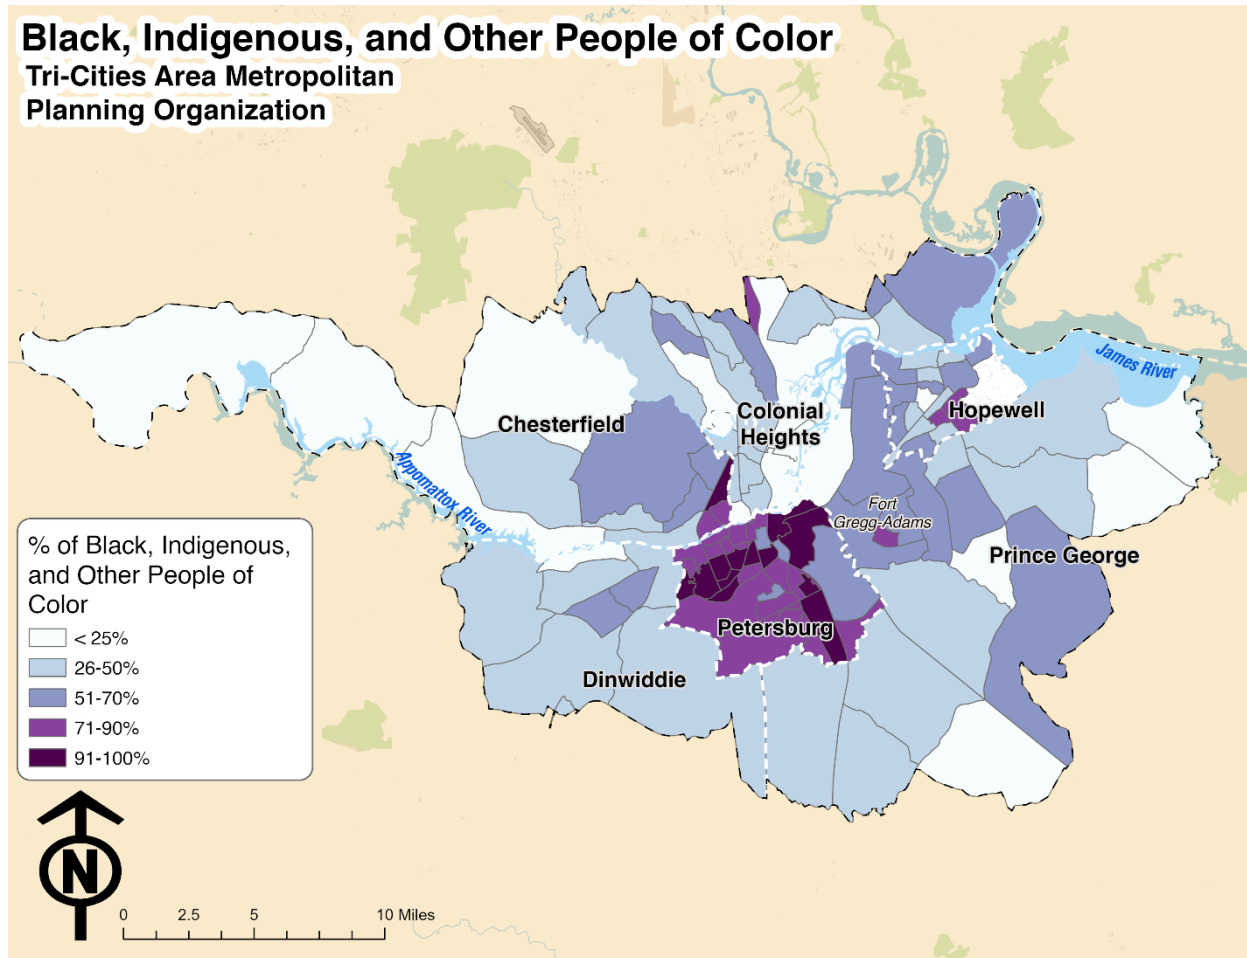 Black, Indigenous, and Other People of Color
Tri-Cities Area Metropolitan
Planning Organization
James River
Chesterfield
Colonial
Heights
Hopewell
Appomattox River
Fort
Gregg-Adams
Prince George
Petersburg
Dinwiddie
% of Black, Indigenous,
and Other People of
Color
< 25%
26-50%
51-70%
71-90%
91-100%
N
0 2.5 5 10 Miles